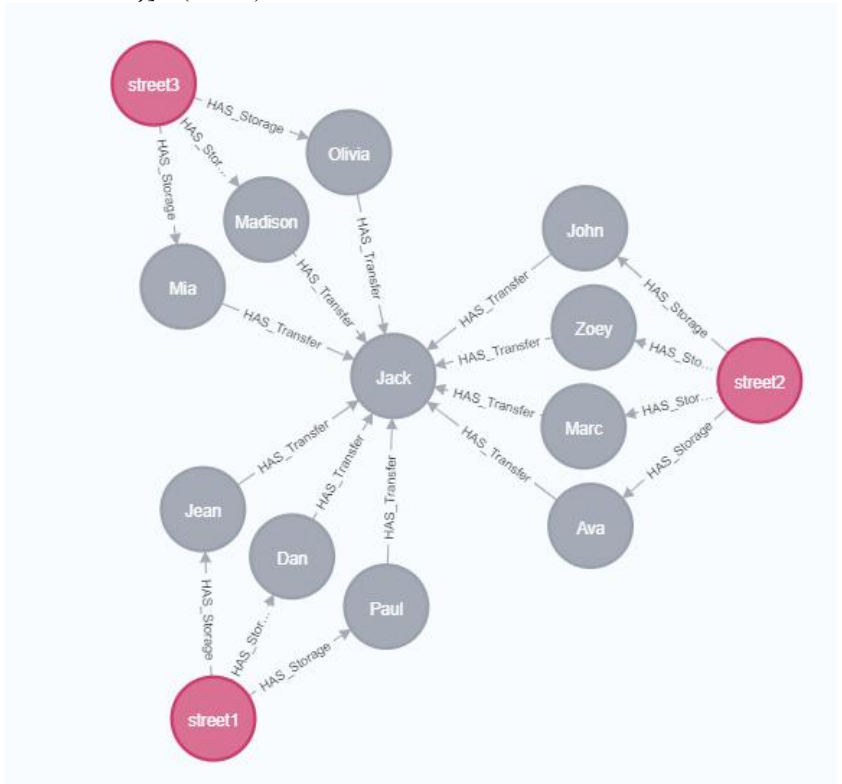 street3
HAS_Storage
HAS_Stor...
HAS_Storage
Olivia
Madison
Mia
HAS_Transfer
HAS_Transfer
HAS_Transfer
John
Zoey
Marc
Ava
HAS_Transfer
HAS_Transfer
HAS_Transfer
HAS_Transfer
HAS_Storage
HAS_Sto...
HAS_Stor...
HAS_Storage
street2
Jack
HAS_Transfer
HAS_Transfer
HAS_Transfer
Jean
Dan
Paul
HAS_Storage
HAS_Stor...
HAS_Storage
street1